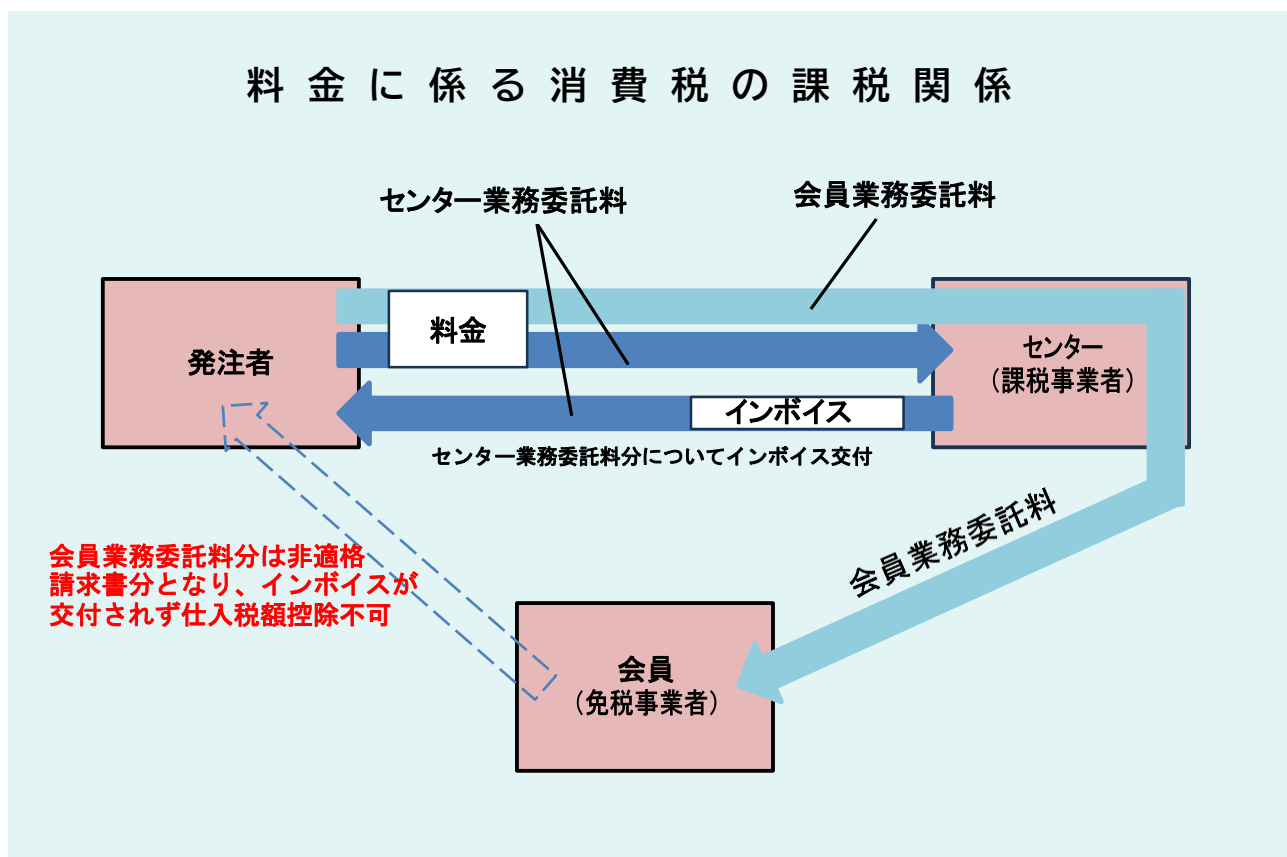 料金に係る消費税の課税関係
センター業務委託料
会員業務委託料
発注者
料金
センター
（課税事業者）
インボイス
センター業務委託料分についてインボイス交付
会員業務委託料
会員業務委託料分は非適格
請求書分となり、インボイスが
交付されず仕入税額控除不可
会員
（免税事業者）